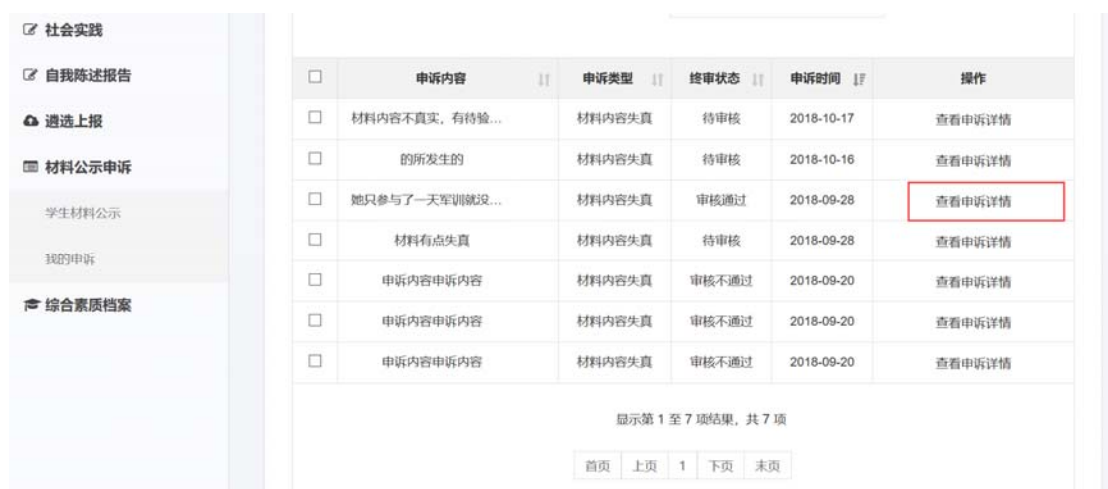 社会实践
自我陈述报告
遴选上报
材料公示申诉
学生材料公示
我的申诉
综合素质档案
申诉内容 申诉类型 终审状态 申诉时间 操作
材料内容不真实，有待验... 材料内容失真 待审核 2018-10-17 查看申诉详情
的所发生的 材料内容失真 待审核 2018-10-16 查看申诉详情
她只参与了一天军训就没... 材料内容失真 审核通过 2018-09-28 查看申诉详情
材料有点失真 材料内容失真 待审核 2018-09-28 查看申诉详情
申诉内容申诉内容 材料内容失真 审核不通过 2018-09-20 查看申诉详情
申诉内容申诉内容 材料内容失真 审核不通过 2018-09-20 查看申诉详情
申诉内容申诉内容 材料内容失真 审核不通过 2018-09-20 查看申诉详情
显示第 1 至 7 项结果，共 7 项
首页 上页 1 下页 末页